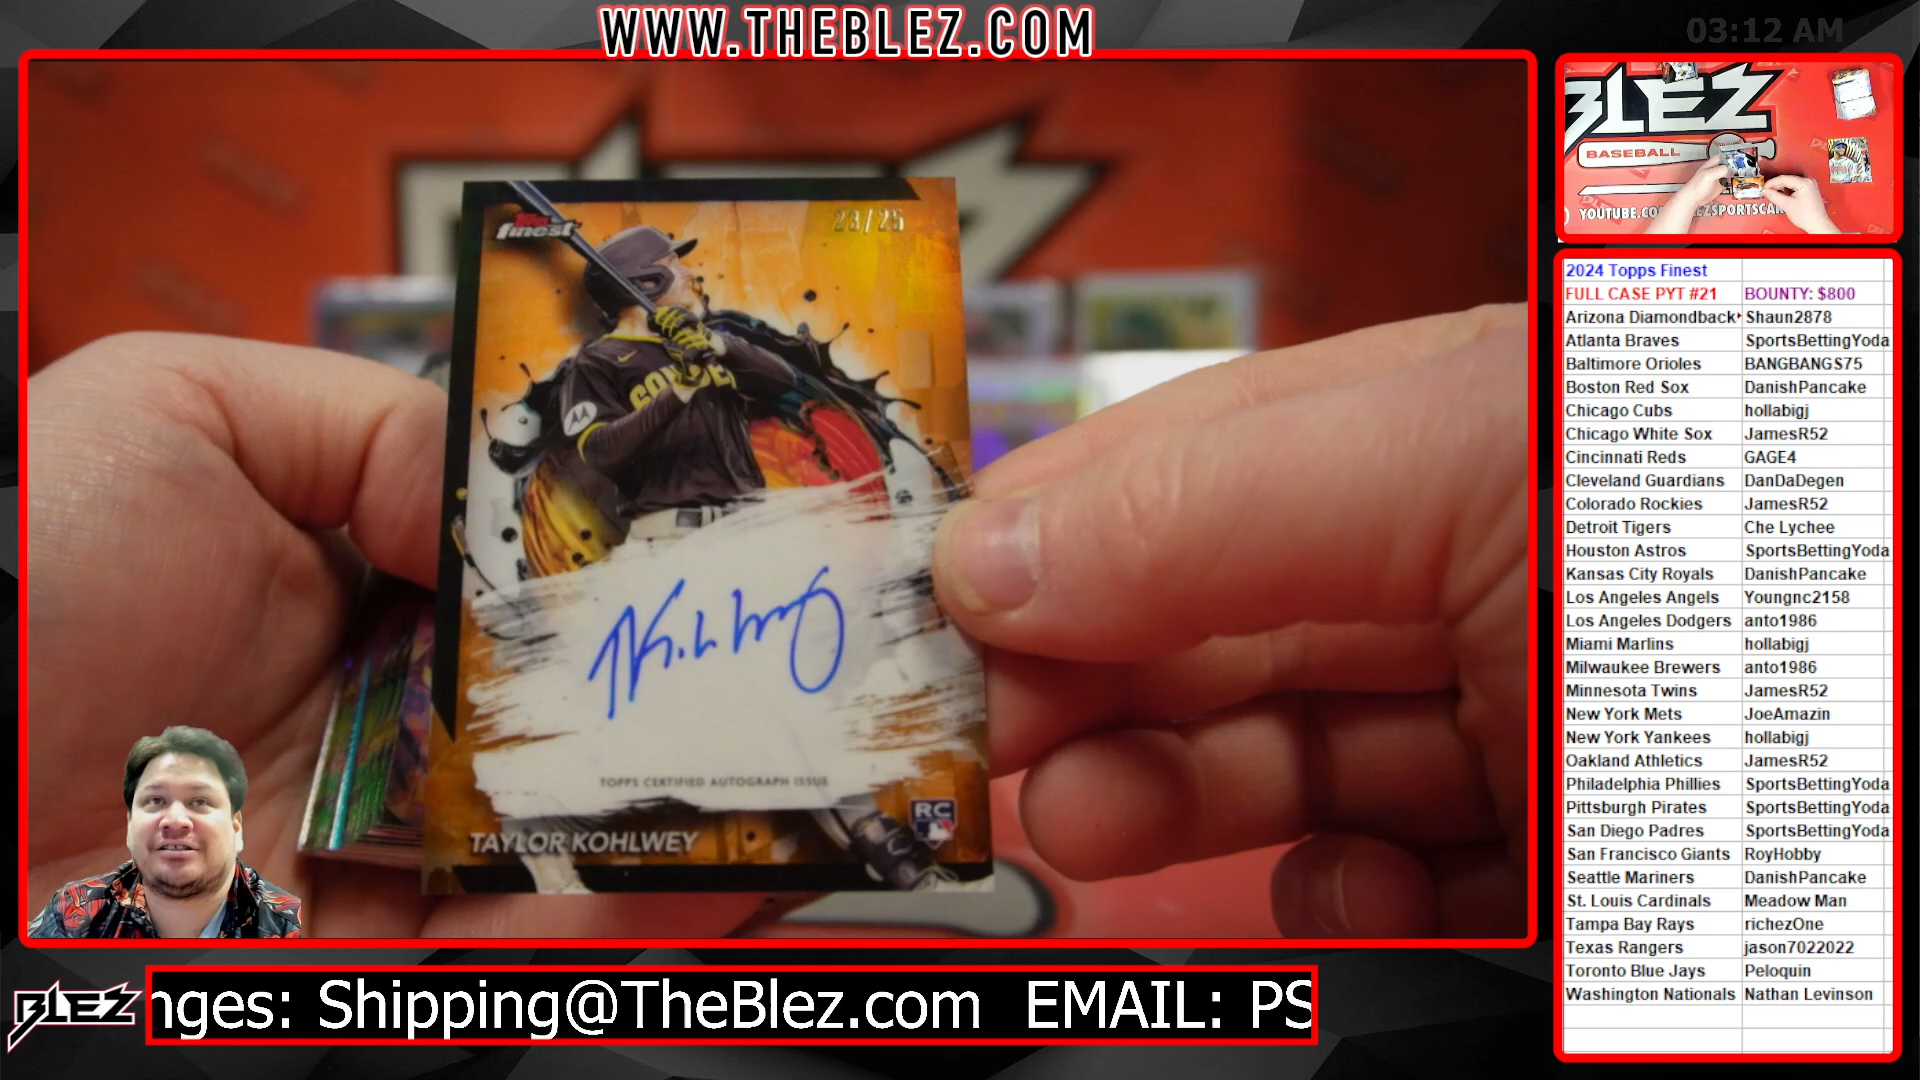 WWW.THEBLEZ.COM
03:12 AM
Topps finest
23/25
TOPPS CERTIFIED AUTOGRAPH ISSUE
TAYLOR KOHLWEY
RC
BLEZ
BASEBALL
2024 Topps Finest
FULL CASE PYT #21 BOUNTY: $800
Arizona Diamondback Shaun2878
Atlanta Braves SportsBettingYoda
Baltimore Orioles BANGBANGS75
Boston Red Sox DanishPancake
Chicago Cubs hollabigj
Chicago White Sox JamesR52
Cincinnati Reds GAGE4
Cleveland Guardians DanDaDegen
Colorado Rockies JamesR52
Detroit Tigers Che Lychee
Houston Astros SportsBettingYoda
Kansas City Royals DanishPancake
Los Angeles Angels Youngnc2158
Los Angeles Dodgers anto1986
Miami Marlins hollabigj
Milwaukee Brewers anto1986
Minnesota Twins JamesR52
New York Mets JoeAmazin
New York Yankees hollabigj
Oakland Athletics JamesR52
Philadelphia Phillies SportsBettingYoda
Pittsburgh Pirates SportsBettingYoda
San Diego Padres SportsBettingYoda
San Francisco Giants RoyHobby
Seattle Mariners DanishPancake
St. Louis Cardinals Meadow Man
Tampa Bay Rays richezOne
Texas Rangers jason7022022
Toronto Blue Jays Peloquin
Washington Nationals Nathan Levinson
BLEZ
nges: Shipping@TheBlez.com EMAIL: PS